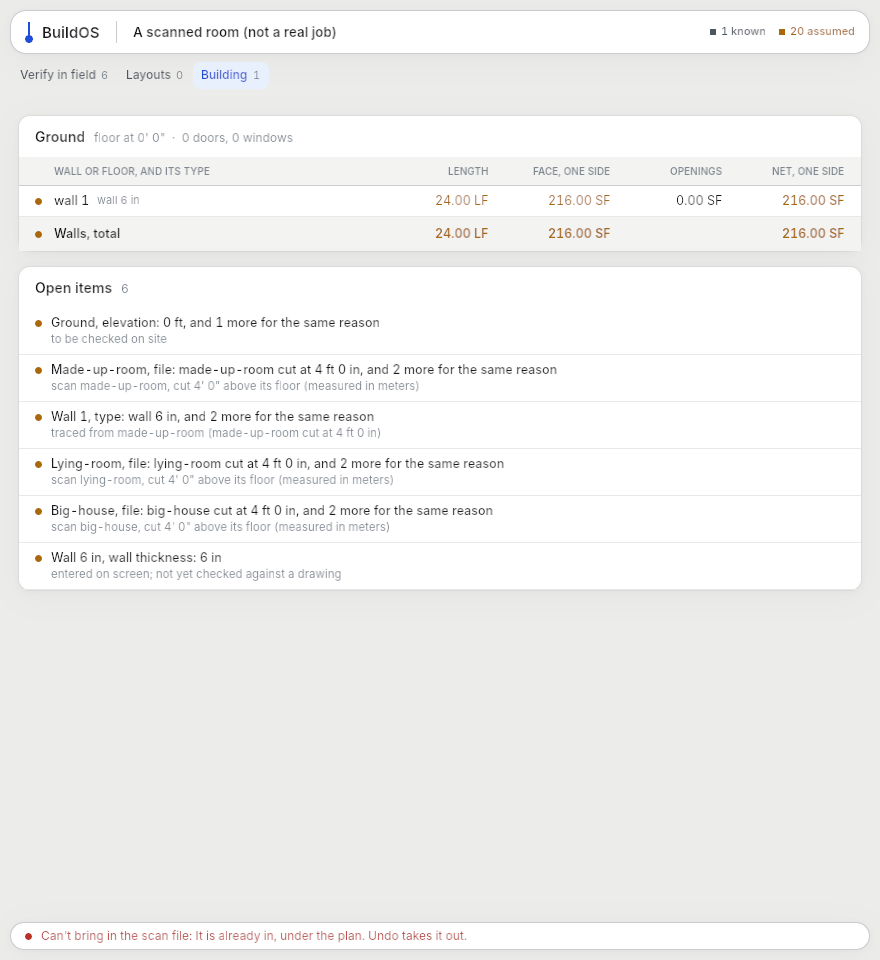 BuildOS
A scanned room (not a real job)
1 known
20 assumed
Verify in field 6
Layouts 0
Building 1
Ground floor at 0' 0" · 0 doors, 0 windows
WALL OR FLOOR, AND ITS TYPE LENGTH FACE, ONE SIDE OPENINGS NET, ONE SIDE
wall 1 wall 6 in 24.00 LF 216.00 SF 0.00 SF 216.00 SF
Walls, total 24.00 LF 216.00 SF 216.00 SF
Open items 6
Ground, elevation: 0 ft, and 1 more for the same reason
to be checked on site
Made-up-room, file: made-up-room cut at 4 ft 0 in, and 2 more for the same reason
scan made-up-room, cut 4' 0" above its floor (measured in meters)
Wall 1, type: wall 6 in, and 2 more for the same reason
traced from made-up-room (made-up-room cut at 4 ft 0 in)
Lying-room, file: lying-room cut at 4 ft 0 in, and 2 more for the same reason
scan lying-room, cut 4' 0" above its floor (measured in meters)
Big-house, file: big-house cut at 4 ft 0 in, and 2 more for the same reason
scan big-house, cut 4' 0" above its floor (measured in meters)
Wall 6 in, wall thickness: 6 in
entered on screen; not yet checked against a drawing
Can't bring in the scan file: It is already in, under the plan. Undo takes it out.